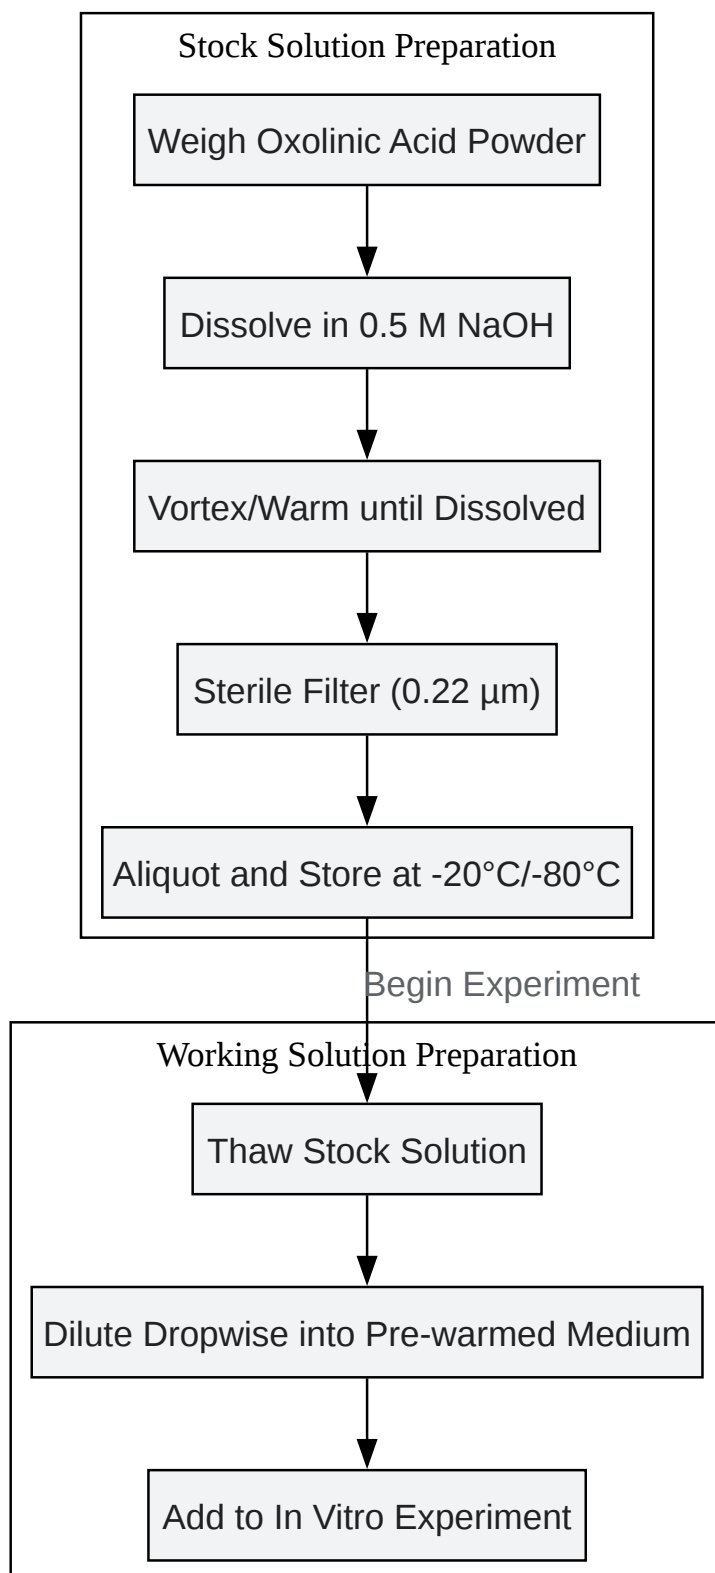 Stock Solution Preparation
Weigh Oxolinic Acid Powder
Dissolve in 0.5 M NaOH
Vortex/Warm until Dissolved
Sterile Filter (0.22 µm)
Aliquot and Store at -20°C/-80°C
Begin Experiment
Working Solution Preparation
Thaw Stock Solution
Dilute Dropwise into Pre-warmed Medium
Add to In Vitro Experiment